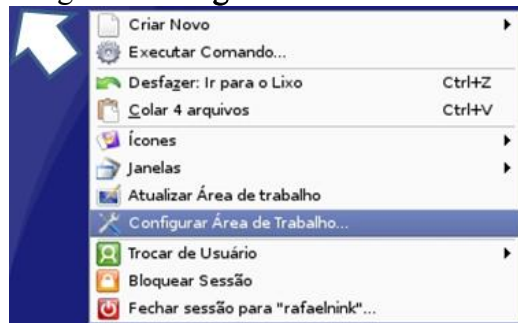 Criar Novo
Executar Comando...
Desfazer: Ir para o Lixo Ctrl+Z
Colar 4 arquivos Ctrl+V
Ícones
Janelas
Atualizar Área de trabalho
Configurar Área de Trabalho...
Trocar de Usuário
Bloquear Sessão
Fechar sessão para "rafaelnink"...